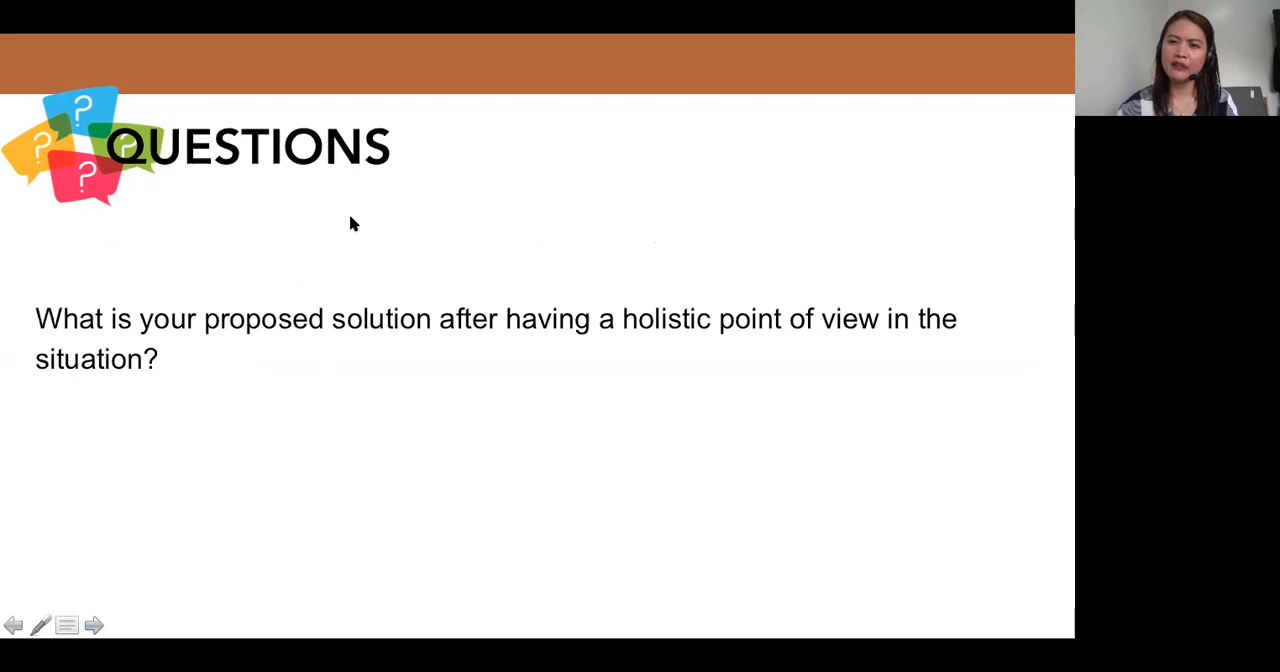 QUESTIONS
What is your proposed solution after having a holistic point of view in the
situation?